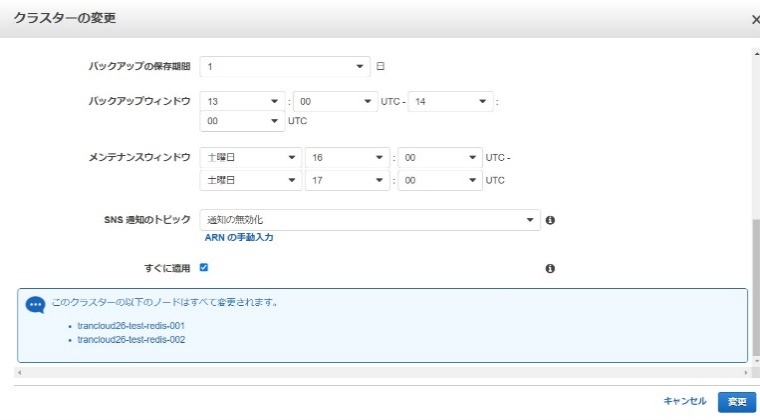 クラスターの変更
バックアップの保存期間 1 日
バックアップウィンドウ 13 : 00 UTC - 14 :
00 UTC
メンテナンスウィンドウ 土曜日 16 : 00 UTC -
土曜日 17 : 00 UTC
SNS 通知のトピック 通知の無効化
ARN の手動入力
すぐに適用
このクラスターの以下のノードはすべて変更されます。
• trancloud26-test-redis-001
• trancloud26-test-redis-002
キャンセル 変更